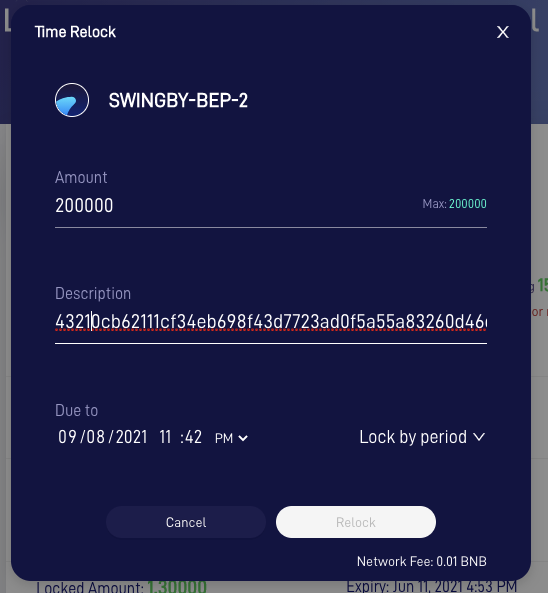 Time Relock X
SWINGBY-BEP-2
Amount
200000 Max: 200000
Description
43210cb62111cf34eb698f43d7723ad0f5a55a83260d46
Due to
09/08/2021 11:42 PM Lock by period
Cancel Relock
Network Fee: 0.01 BNB
Locked Amount: 1.30000 Expiry: Jun 11, 2021 4:53 PM